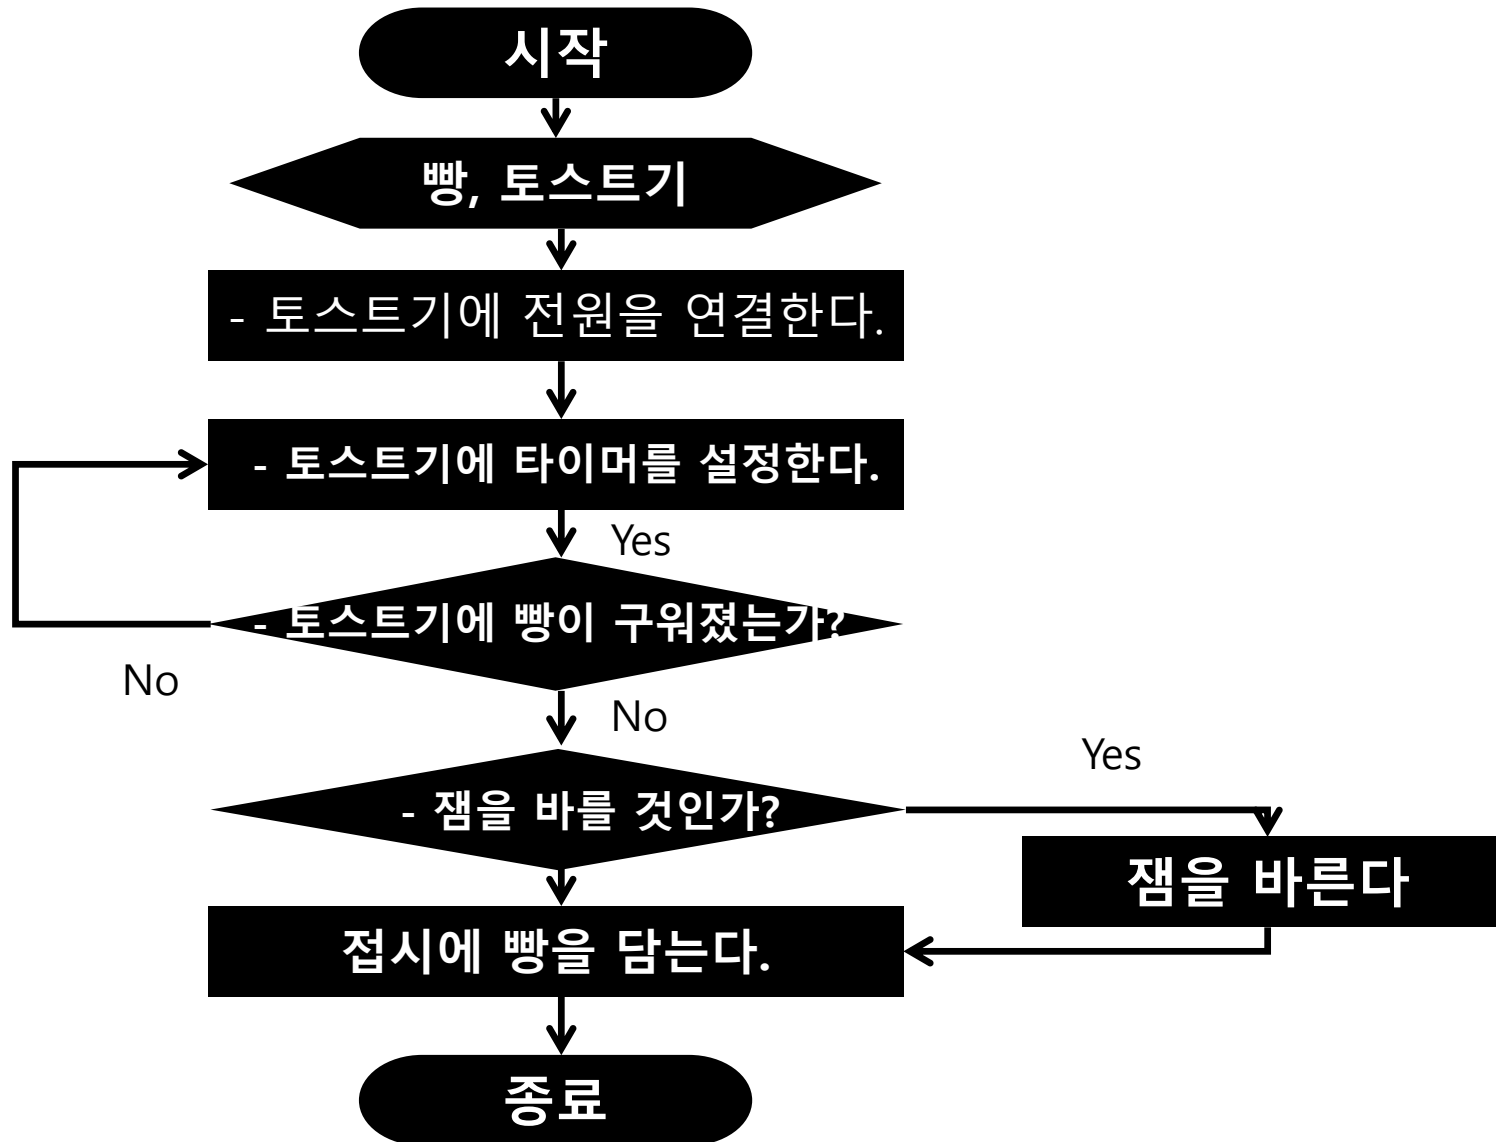 시작
빵, 토스트기
- 토스트기에 전원을 연결한다.
- 토스트기에 타이머를 설정한다.
Yes
- 토스트기에 빵이 구워졌는가?
No
No
Yes
- 잼을 바를 것인가?
잼을 바른다
접시에 빵을 담는다.
종료